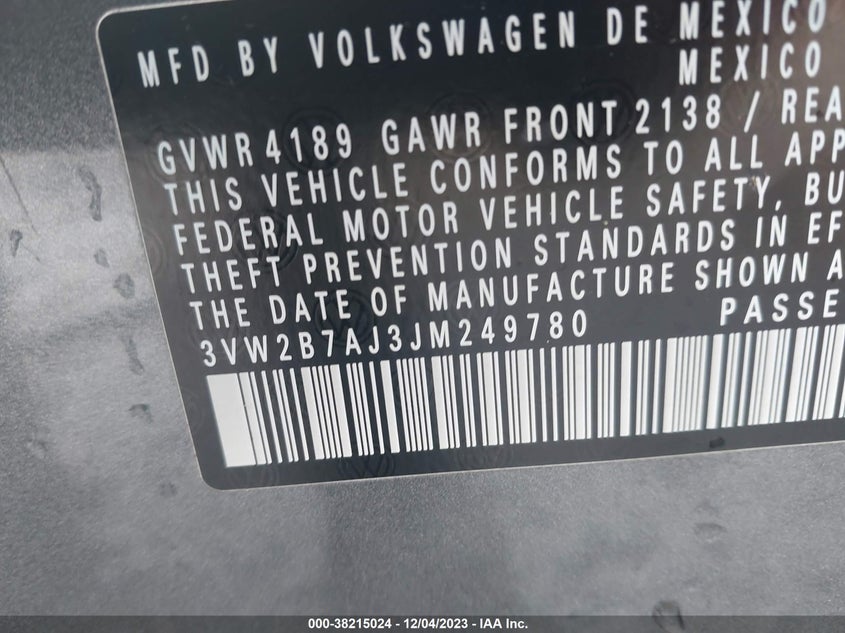 MFD BY VOLKSWAGEN DE MEXICO
MEXICO
GVWR 4189 GAWR FRONT 2138 / REA
THIS VEHICLE CONFORMS TO ALL APP
FEDERAL MOTOR VEHICLE SAFETY, BU
THEFT PREVENTION STANDARDS IN EF
THE DATE OF MANUFACTURE SHOWN A
3VW2B7AJ3JM249780 PASSE
000-38215024 - 12/04/2023 - IAA Inc.